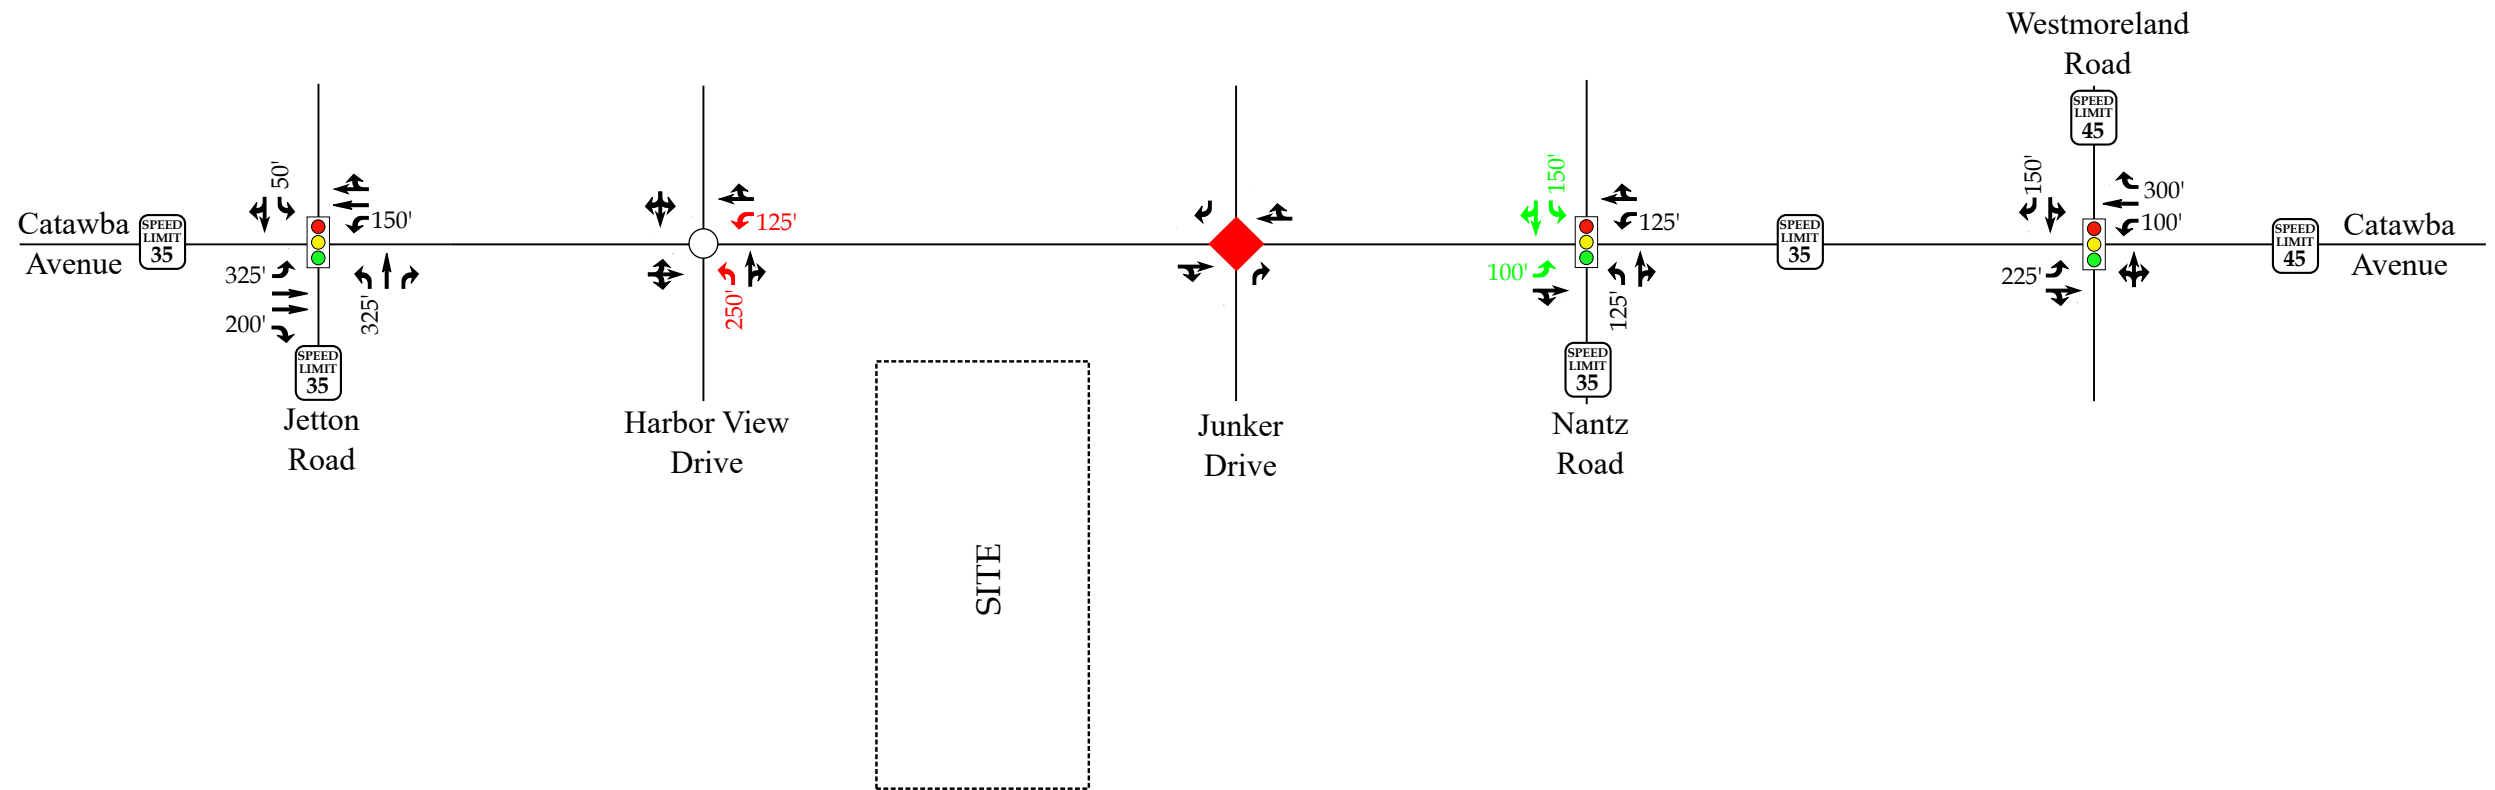 Westmoreland
Road
SPEED
LIMIT
45
50'
150'
150'
150'
300'
Catawba
Avenue
SPEED
LIMIT
35
125'
125'
100'
SPEED
LIMIT
35
SPEED
LIMIT
45
Catawba
Avenue
325'
200'
325'
250'
100'
125'
225'
SPEED
LIMIT
35
Jetton
Road
Harbor View
Drive
Junker
Drive
SPEED
LIMIT
35
Nantz
Road
SITE